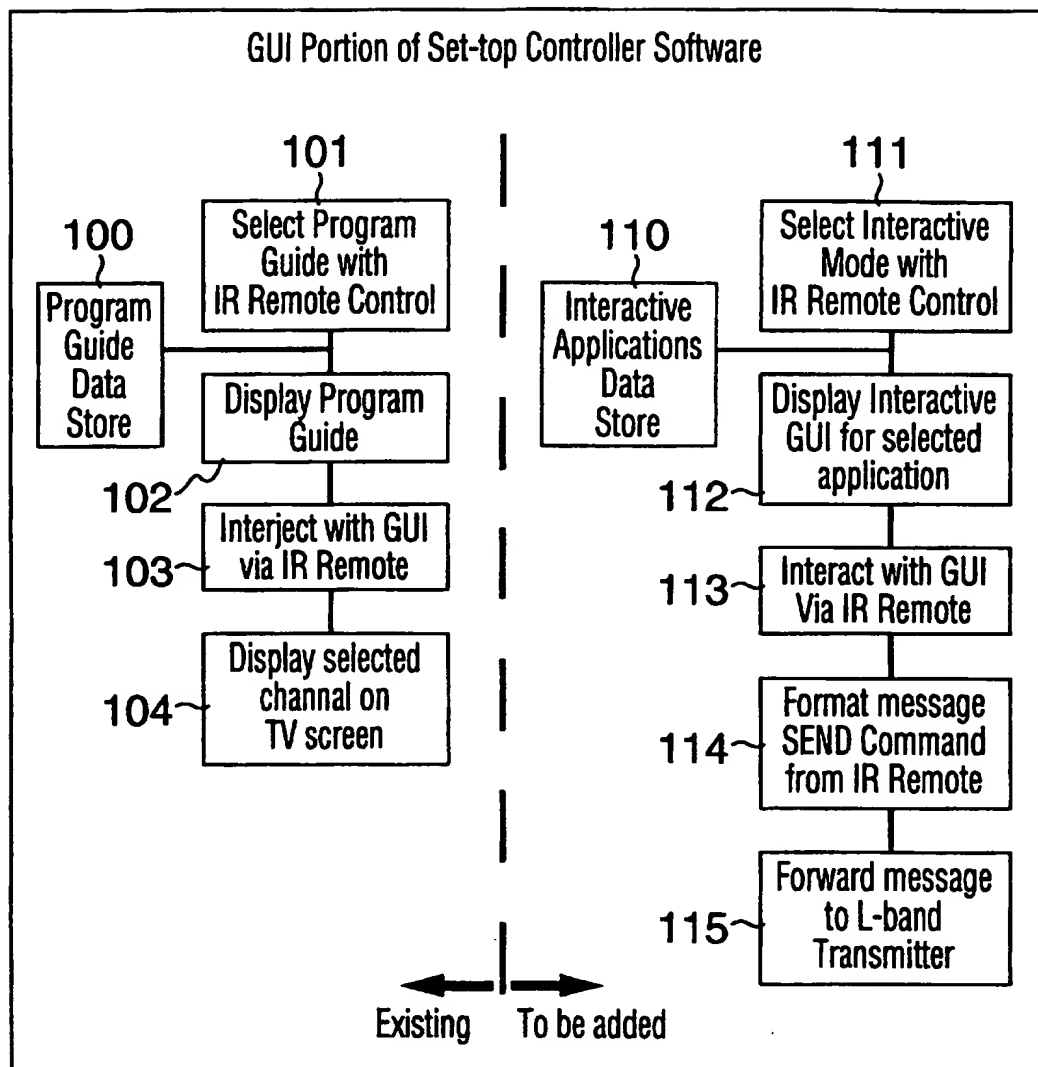 GUI Portion of Set-top Controller Software
101
Select Program
Guide with
IR Remote Control
100
Program
Guide
Data
Store
Display Program
Guide
102
Interject with GUI
via IR Remote
103
Display selected
channal on
TV screen
104
111
Select Interactive
Mode with
IR Remote Control
110
Interactive
Applications
Data
Store
Display Interactive
GUI for selected
application
112
Interact with GUI
Via IR Remote
113
Format message
SEND Command
from IR Remote
114
Forward message
to L-band
Transmitter
115
Existing
To be added